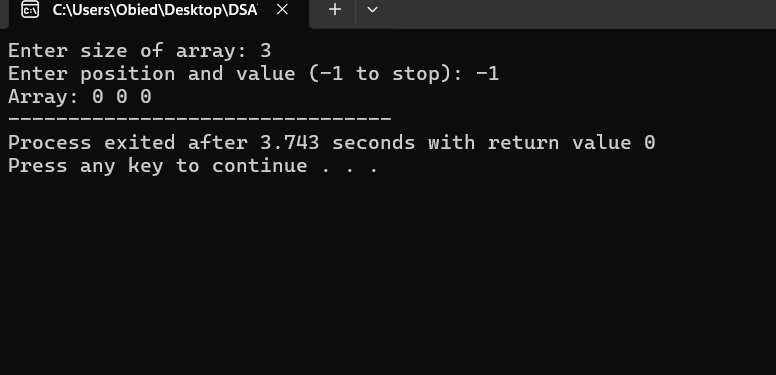 C:\Users\Obied\Desktop\DSA
Enter size of array: 3
Enter position and value (-1 to stop): -1
Array: 0 0 0
--------------------------------
Process exited after 3.743 seconds with return value 0
Press any key to continue . . .